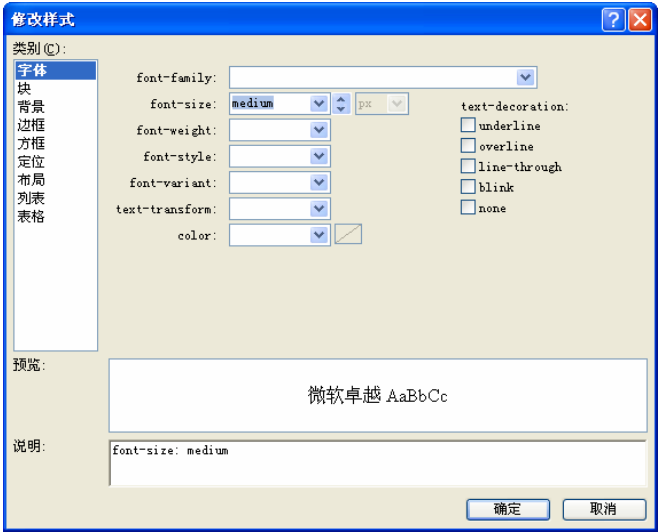 修改样式
类别(C):
字体
块
背景
边框
方框
定位
布局
列表
表格
font-family:
font-size: medium px
font-weight:
font-style:
font-variant:
text-transform:
color:
text-decoration:
underline
overline
line-through
blink
none
预览:
微软卓越 AaBbCc
说明:
font-size: medium
确定 取消